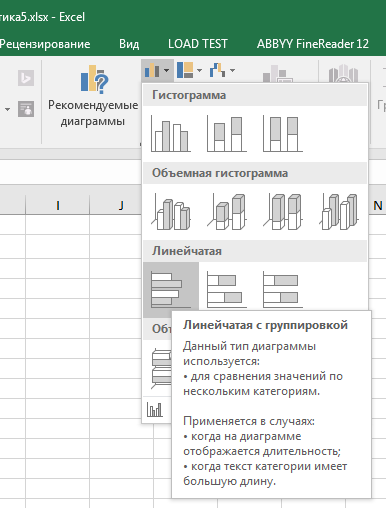 тика5.xlsx - Excel
Рецензирование Вид LOAD TEST ABBYY FineReader 12
Рекомендуемые
диаграммы
Гистограмма
Объемная гистограмма
I J N
Линейчатая
Линейчатая с группировкой
Данный тип диаграммы
используется:
• для сравнения значений по
нескольким категориям.
Применяется в случаях:
• когда на диаграмме
отображается длительность;
• когда текст категории имеет
большую длину.